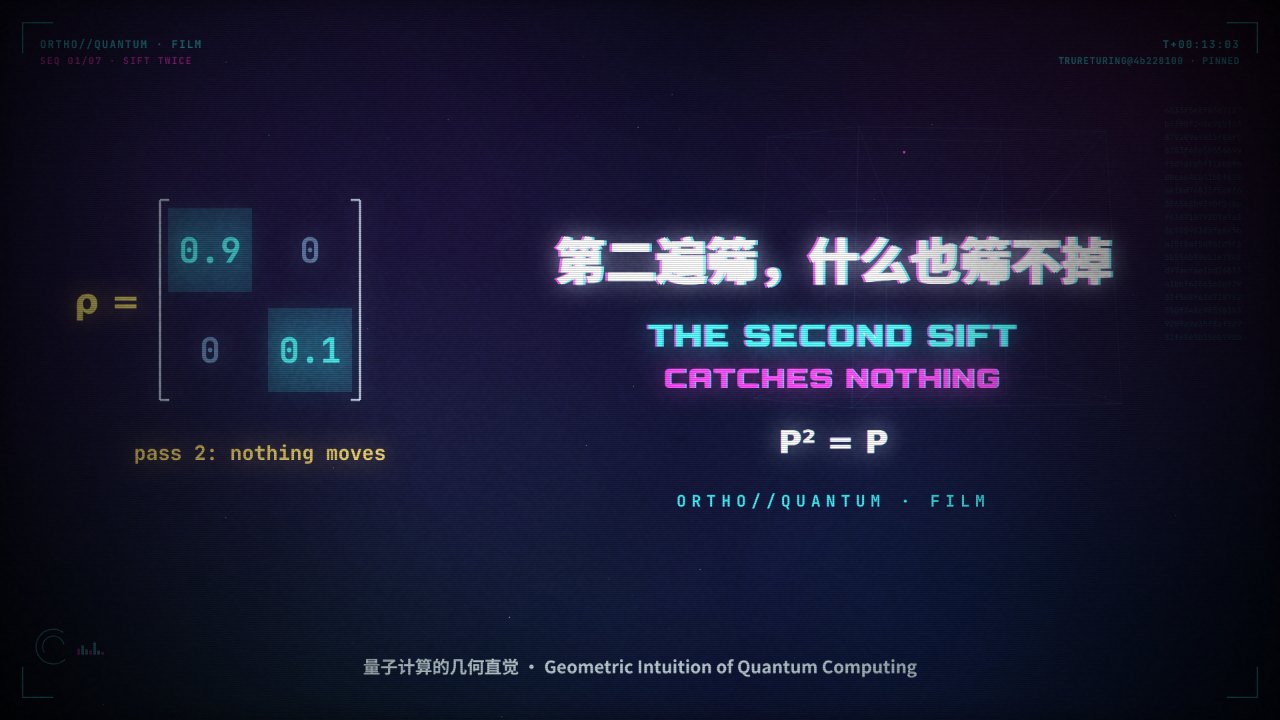 ORTHO//QUANTUM · FILM
SEQ 01/07 · SIFT TWICE
T+00:13:03
TRURETURING@4b228100 · PINNED
ρ =
0.9 0
0 0.1
pass 2: nothing moves
第二遍筛，什么也筛不掉
THE SECOND SIFT
CATCHES NOTHING
P² = P
ORTHO//QUANTUM · FILM
量子计算的几何直觉 • Geometric Intuition of Quantum Computing